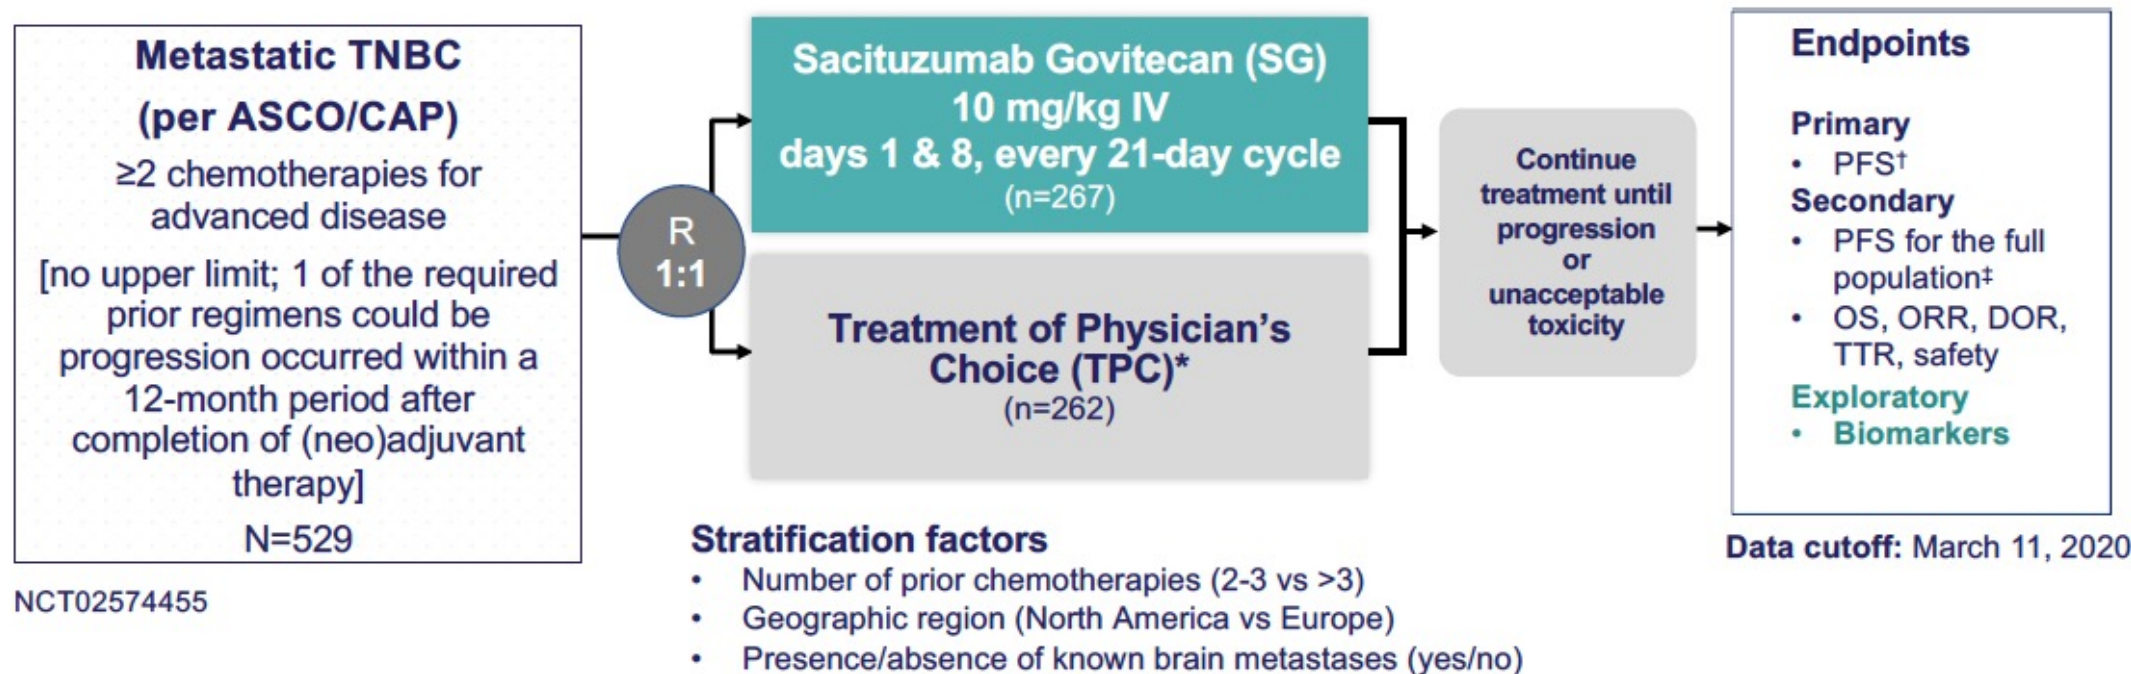 Metastatic TNBC
(per ASCO/CAP)
≥2 chemotherapies for
advanced disease
[no upper limit; 1 of the required
prior regimens could be
progression occurred within a
12-month period after
completion of (neo)adjuvant
therapy]
N=529
NCT02574455
R
1:1
Sacituzumab Govitecan (SG)
10 mg/kg IV
days 1 & 8, every 21-day cycle
(n=267)
Treatment of Physician's
Choice (TPC)*
(n=262)
Stratification factors
• Number of prior chemotherapies (2-3 vs >3)
• Geographic region (North America vs Europe)
• Presence/absence of known brain metastases (yes/no)
Continue
treatment until
progression
or
unacceptable
toxicity
Endpoints
Primary
• PFS†
Secondary
• PFS for the full
population‡
• OS, ORR, DOR,
TTR, safety
Exploratory
• Biomarkers
Data cutoff: March 11, 2020